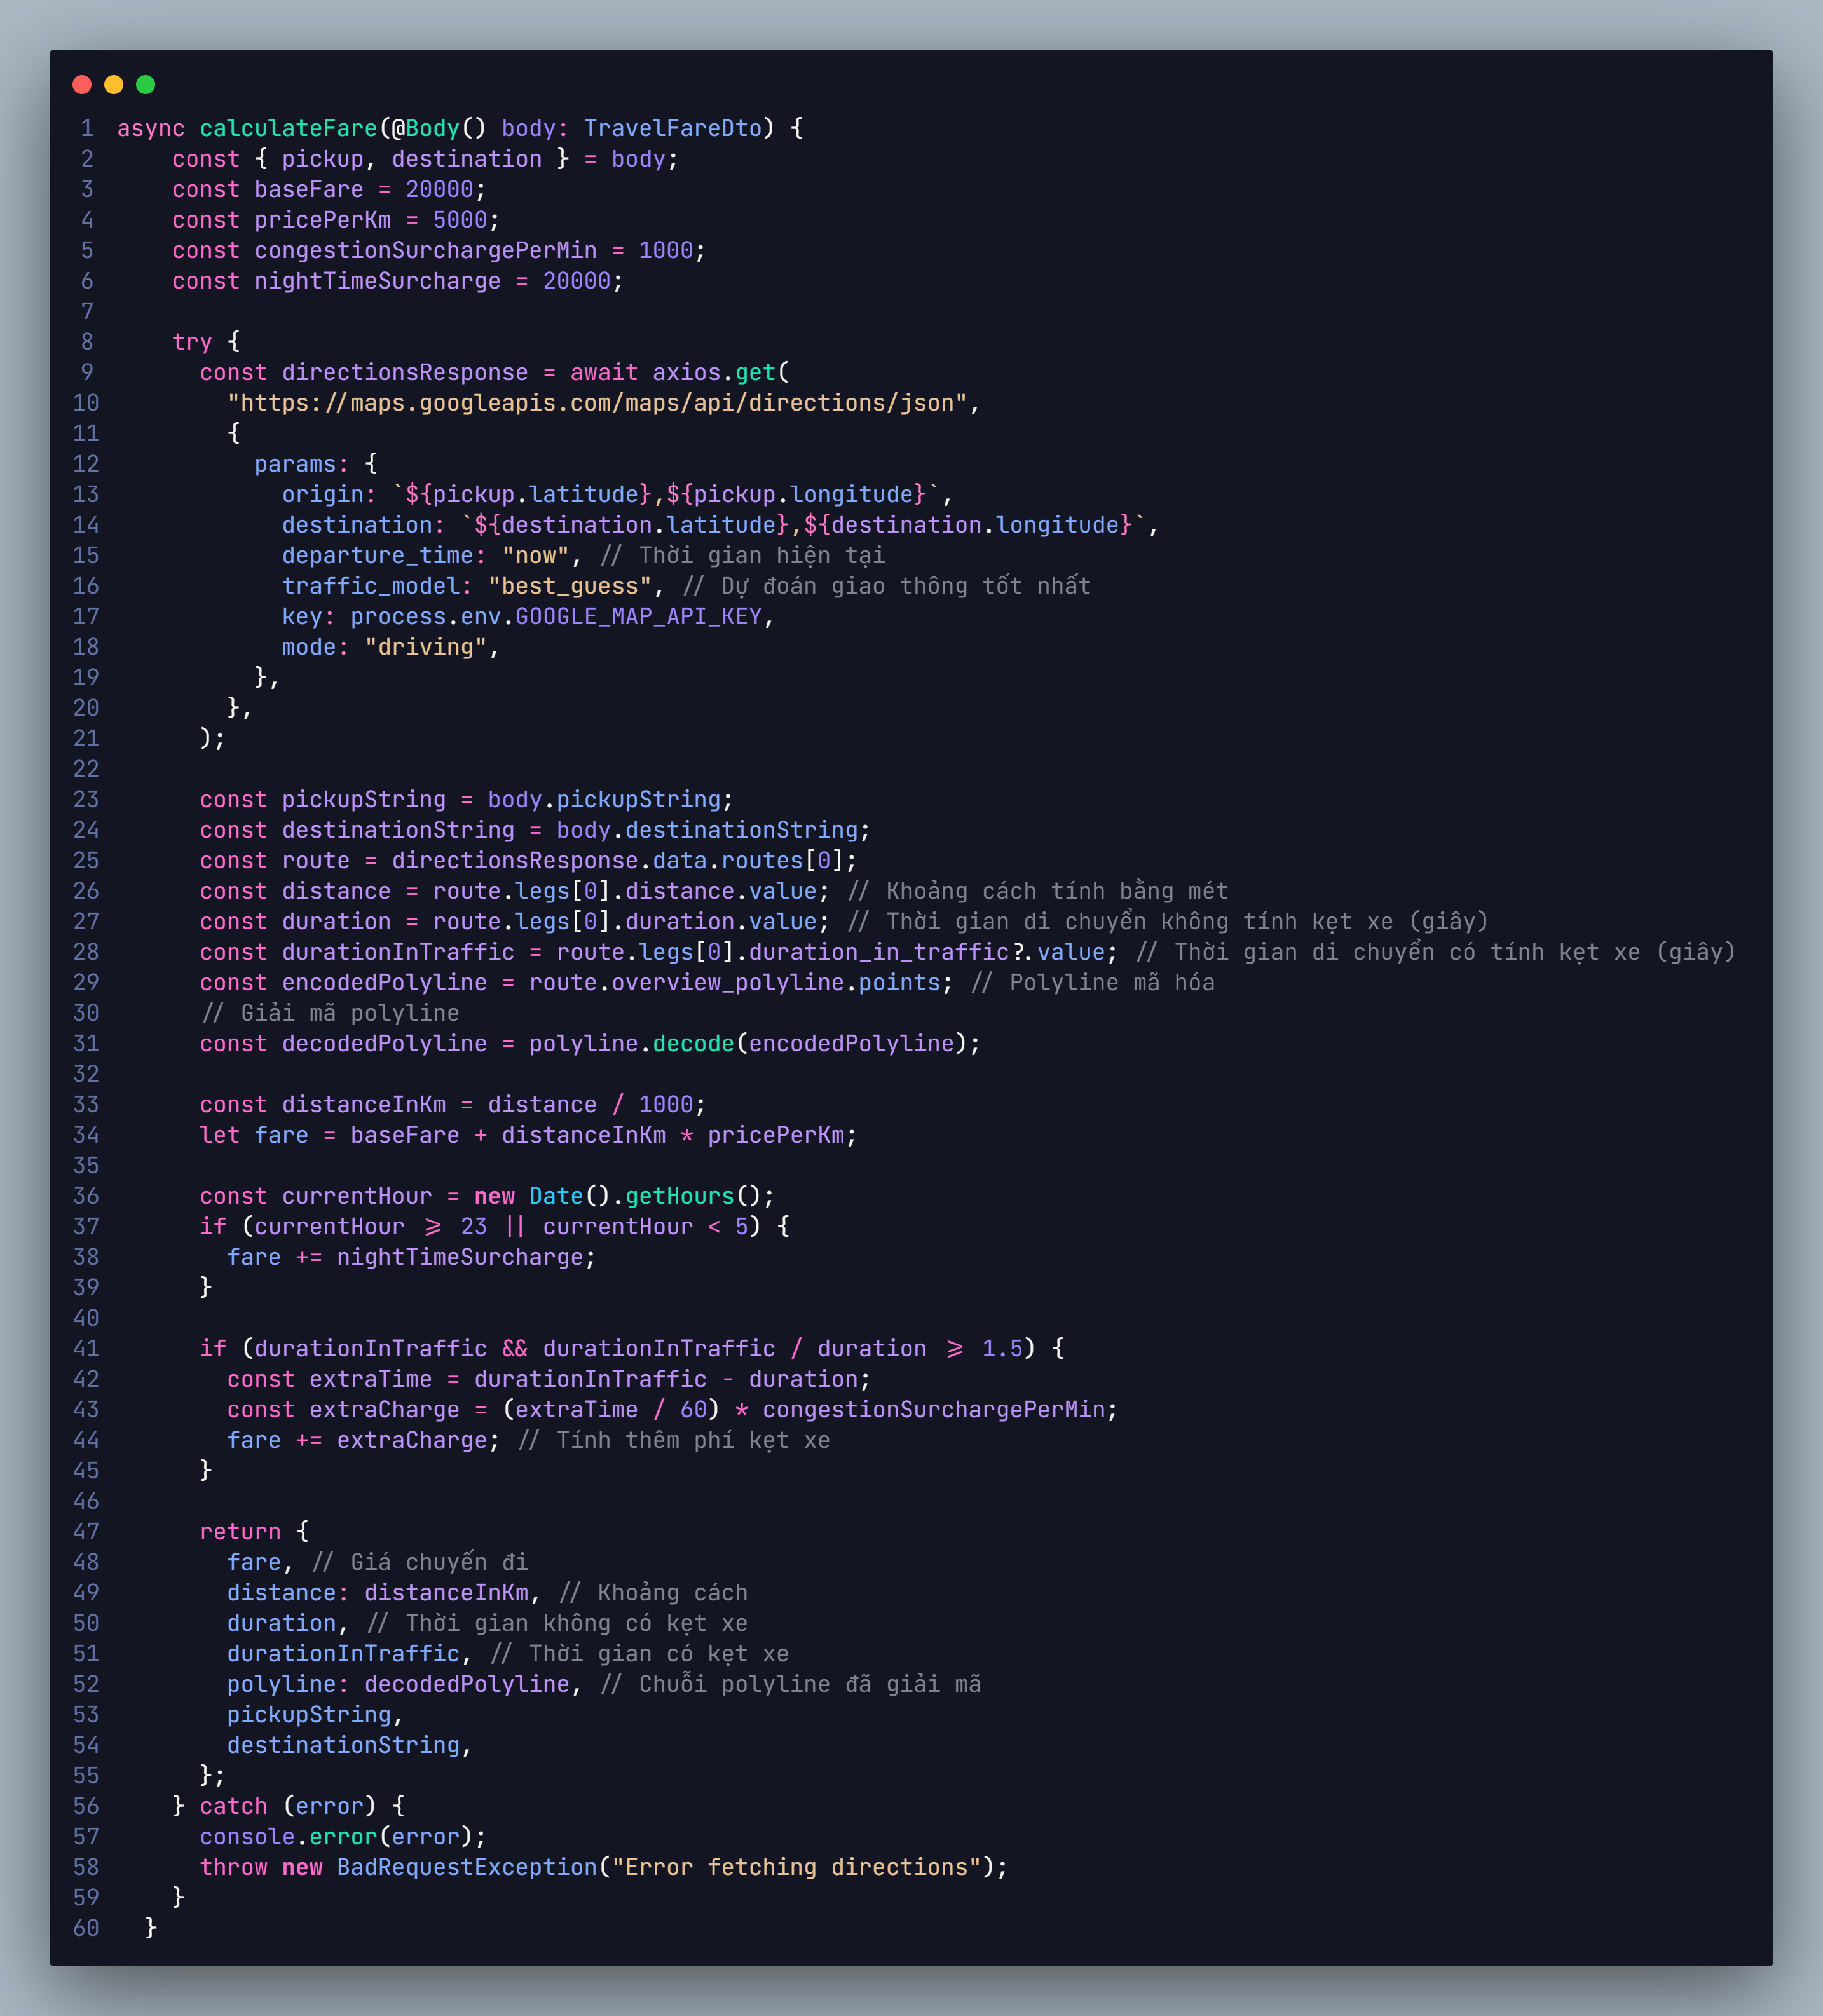 1 async calculateFare(@Body() body: TravelFareDto) {
2 const { pickup, destination } = body;
3 const baseFare = 20000;
4 const pricePerKm = 5000;
5 const congestionSurchargePerMin = 1000;
6 const nightTimeSurcharge = 20000;
7
8 try {
9 const directionsResponse = await axios.get(
10 "https://maps.googleapis.com/maps/api/directions/json",
11 {
12 params: {
13 origin: `${pickup.latitude},${pickup.longitude}`,
14 destination: `${destination.latitude},${destination.longitude}`,
15 departure_time: "now", // Thời gian hiện tại
16 traffic_model: "best_guess", // Dự đoán giao thông tốt nhất
17 key: process.env.GOOGLE_MAP_API_KEY,
18 mode: "driving",
19 },
20 },
21 );
22
23 const pickupString = body.pickupString;
24 const destinationString = body.destinationString;
25 const route = directionsResponse.data.routes[0];
26 const distance = route.legs[0].distance.value; // Khoảng cách tính bằng mét
27 const duration = route.legs[0].duration.value; // Thời gian di chuyển không tính kẹt xe (giây)
28 const durationInTraffic = route.legs[0].duration_in_traffic?.value; // Thời gian di chuyển có tính kẹt xe (giây)
29 const encodedPolyline = route.overview_polyline.points; // Polyline mã hóa
30 // Giải mã polyline
31 const decodedPolyline = polyline.decode(encodedPolyline);
32
33 const distanceInKm = distance / 1000;
34 let fare = baseFare + distanceInKm * pricePerKm;
35
36 const currentHour = new Date().getHours();
37 if (currentHour >= 23 || currentHour < 5) {
38 fare += nightTimeSurcharge;
39 }
40
41 if (durationInTraffic && durationInTraffic / duration >= 1.5) {
42 const extraTime = durationInTraffic - duration;
43 const extraCharge = (extraTime / 60) * congestionSurchargePerMin;
44 fare += extraCharge; // Tính thêm phí kẹt xe
45 }
46
47 return {
48 fare, // Giá chuyến đi
49 distance: distanceInKm, // Khoảng cách
50 duration, // Thời gian không có kẹt xe
51 durationInTraffic, // Thời gian có kẹt xe
52 polyline: decodedPolyline, // Chuỗi polyline đã giải mã
53 pickupString,
54 destinationString,
55 };
56 } catch (error) {
57 console.error(error);
58 throw new BadRequestException("Error fetching directions");
59 }
60 }